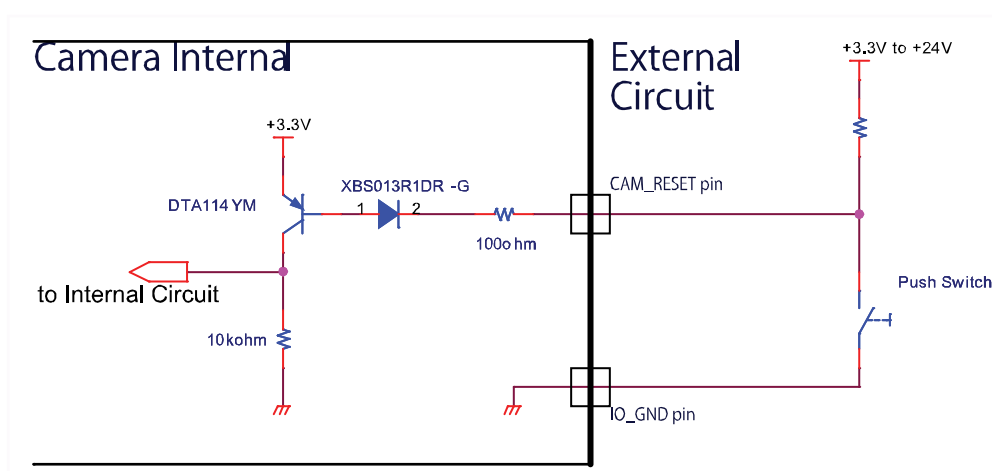 Camera Internal
External
Circuit
+3.3V to +24V
+3.3V
XBS013R1DR -G
CAM_RESET pin
DTA114YM
1
2
100ohm
to Internal Circuit
Push Switch
10kohm
IO_GND pin